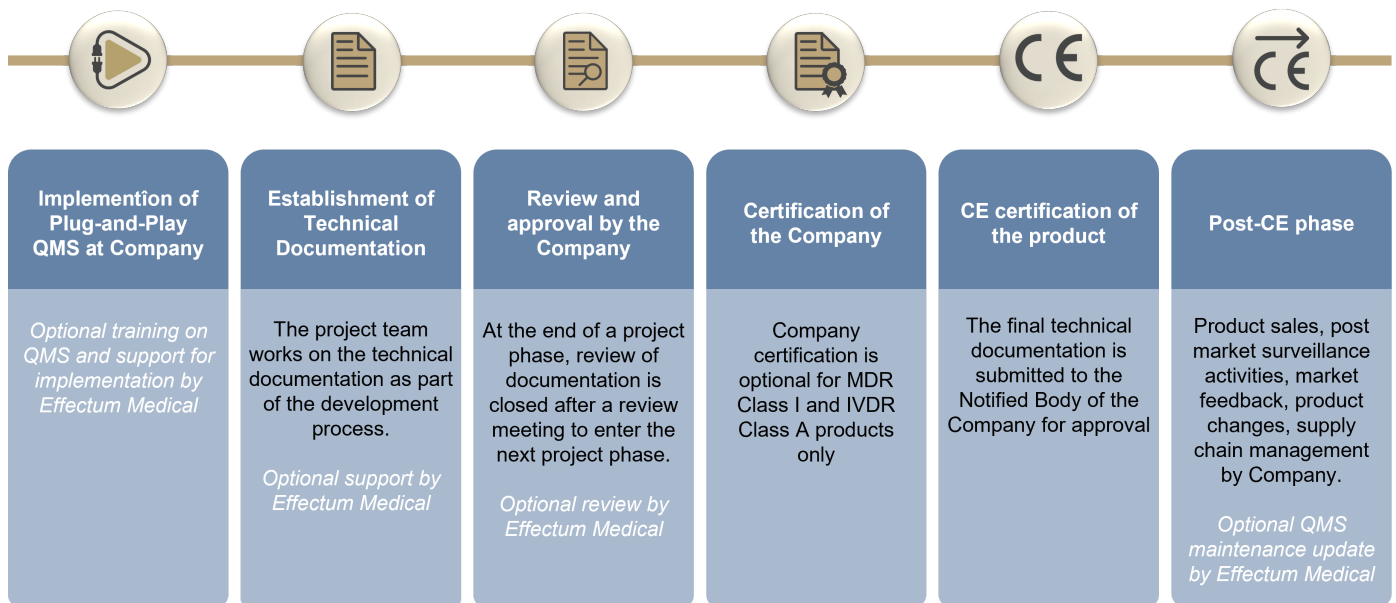 CE
CE
Implementîon of
Plug-and-Play
QMS at Company
Optional training on
QMS and support for
implementation by
Effectum Medical
Establishment of
Technical
Documentation
The project team
works on the technical
documentation as part
of the development
process.
Optional support by
Effectum Medical
Review and
approval by the
Company
At the end of a project
phase, review of
documentation is
closed after a review
meeting to enter the
next project phase.
Optional review by
Effectum Medical
Certification of
the Company
Company
certification is
optional for MDR
Class I and IVDR
Class A products
only
CE certification of
the product
The final technical
documentation is
submitted to the
Notified Body of the
Company for approval
Post-CE phase
Product sales, post
market surveillance
activities, market
feedback, product
changes, supply
chain management
by Company.
Optional QMS
maintenance update
by Effectum Medical